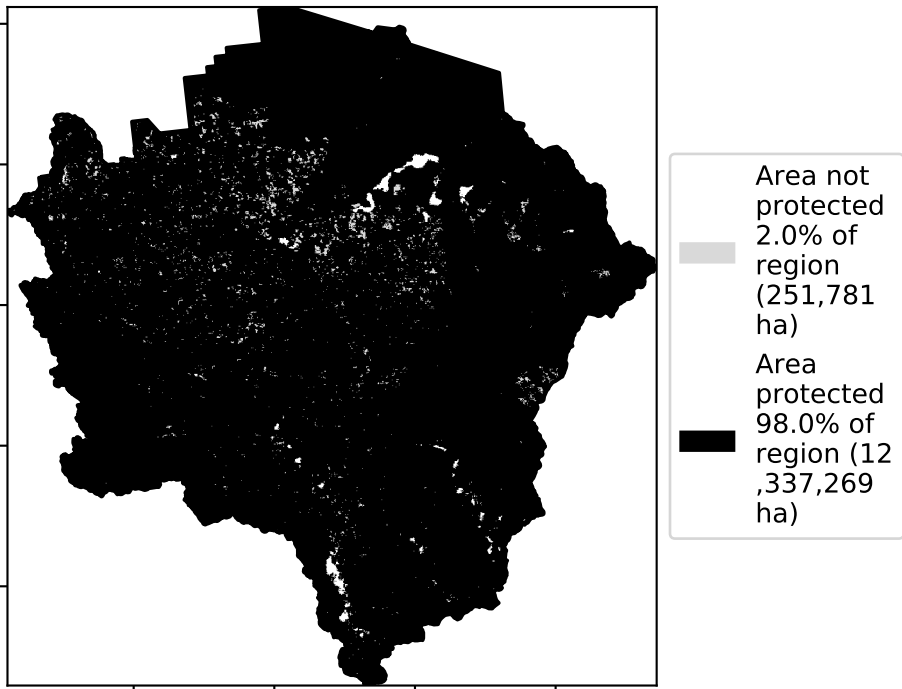 Area not
protected
2.0% of
region
(251,781
ha)
Area
protected
98.0% of
region (12
,337,269
ha)